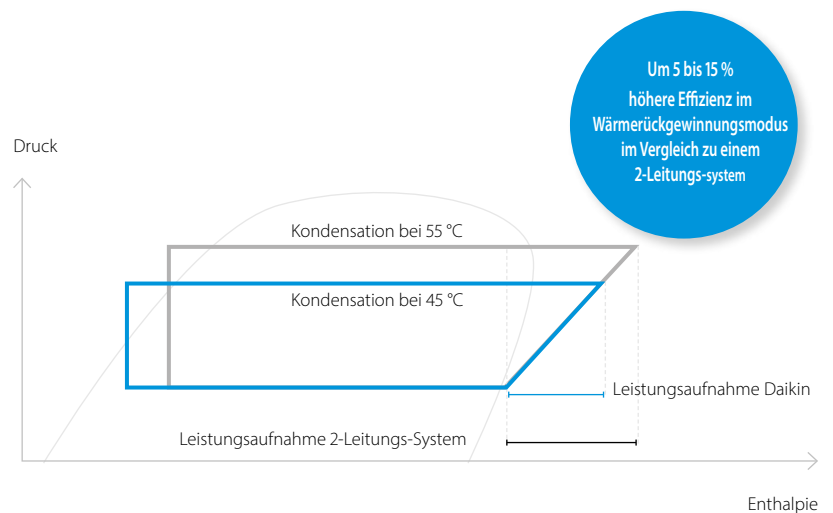 Um 5 bis 15 %
höhere Effizienz im
Wärmerückgewinnungsmodus
im Vergleich zu einem
2-Leitungs-system
Druck
Kondensation bei 55 °C
Kondensation bei 45 °C
Leistungsaufnahme Daikin
Leistungsaufnahme 2-Leitungs-System
Enthalpie